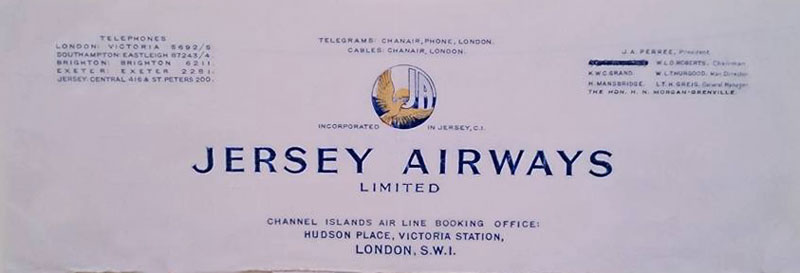 TELEPHONES
LONDON: VICTORIA 5692/5
SOUTHAMPTON: EASTLEIGH 87243/4.
BRIGHTON: BRIGHTON 6211.
EXETER: EXETER 2251.
JERSEY: CENTRAL 416 & ST. PETERS 200.
TELEGRAMS: CHANAIR, PHONE, LONDON.
CABLES: CHANAIR, LONDON.
J.A. PERREE, President.
W.L.D. ROBERTS, Chairman
K.W.C. GRAND. W.L. THURGOOD, Man. Director
H. MANSBRIDGE. LT. H. GREIG, General Manager
THE HON. H. N. MORGAN-GRENVILLE.
JA
INCORPORATED IN JERSEY, C.I.
JERSEY AIRWAYS
LIMITED
CHANNEL ISLANDS AIR LINE BOOKING OFFICE:
HUDSON PLACE, VICTORIA STATION,
LONDON, S.W.1.